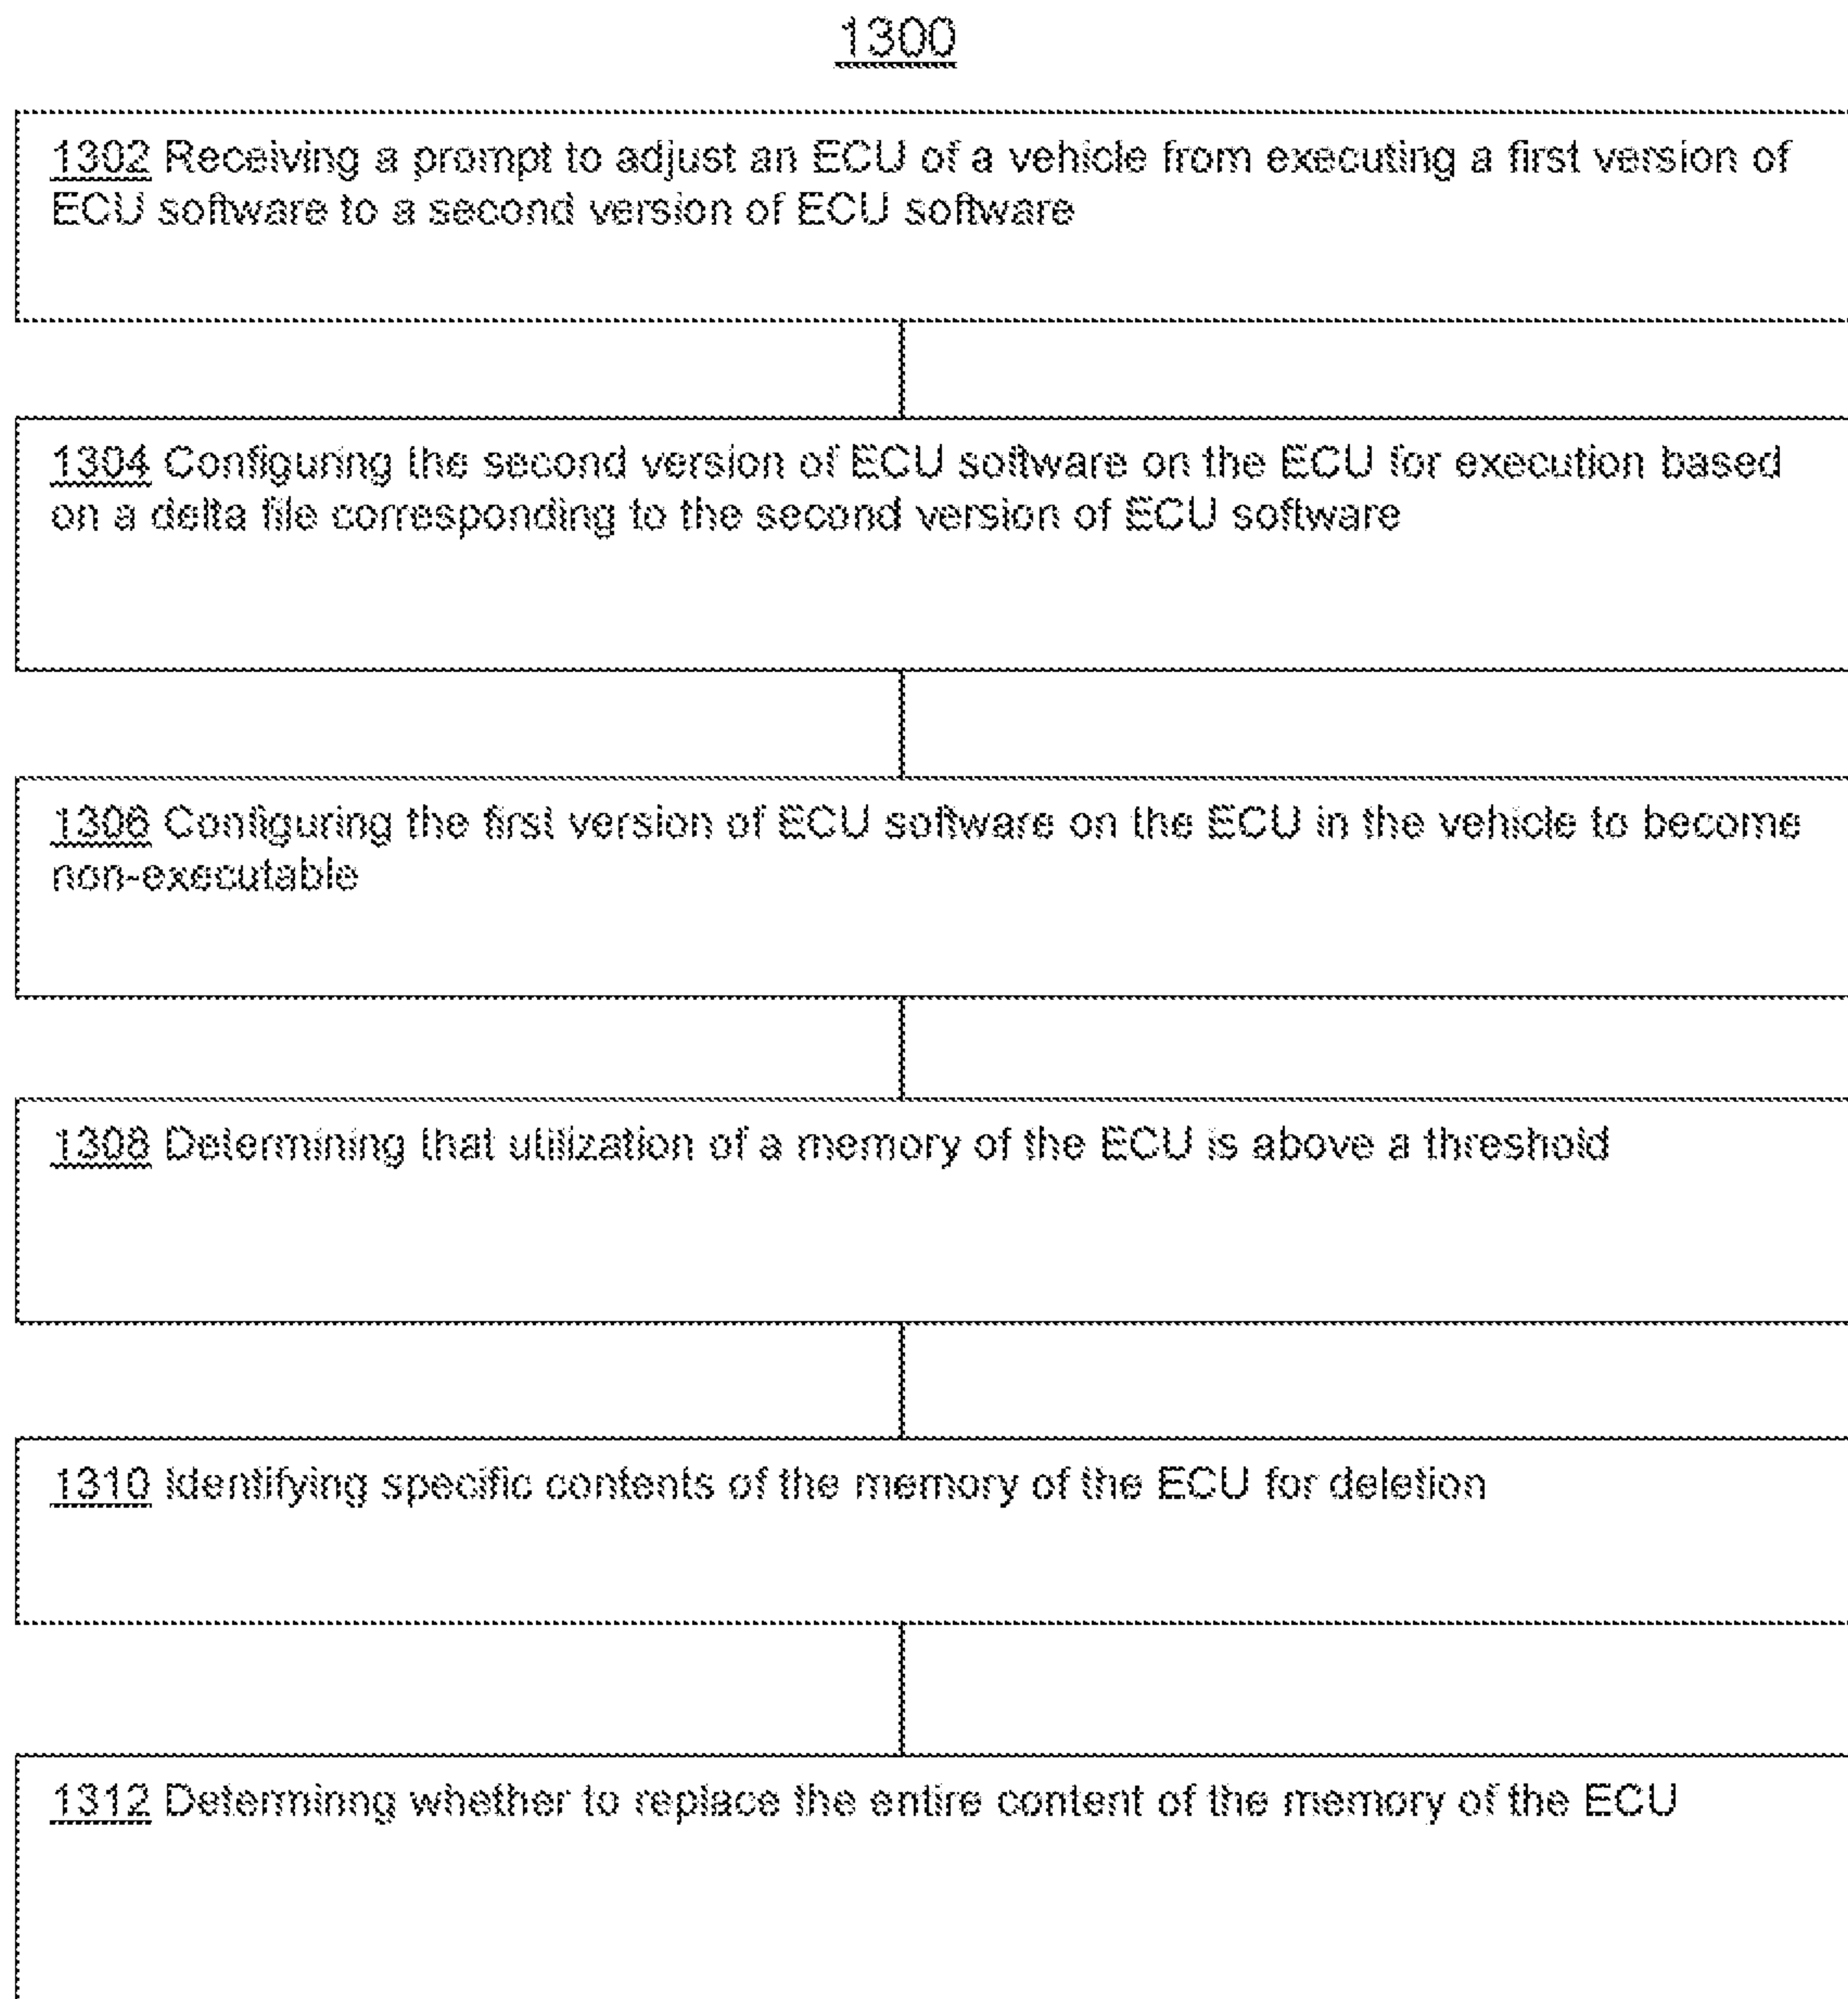 1300
1302 Receiving a prompt to adjust an ECU of a vehicle from executing a first version of
ECU software to a second version of ECU software
1304 Configuring the second version of ECU software on the ECU for execution based
on a delta file corresponding to the second version of ECU software
1306 Configuring the first version of ECU software on the ECU in the vehicle to become
non-executable
1308 Determining that utilization of a memory of the ECU is above a threshold
1310 Identifying specific contents of the memory of the ECU for deletion
1312 Determinng whether to replace the entire content of the memory of the ECU